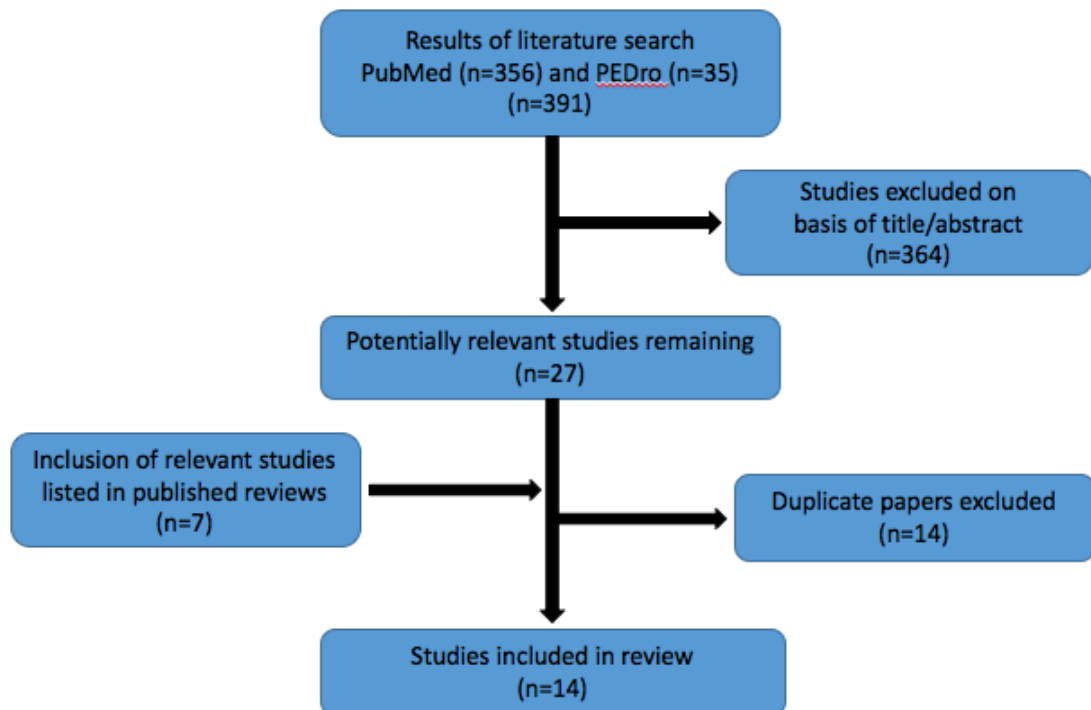 Results of literature search
PubMed (n=356) and PEDro (n=35)
(n=391)
Studies excluded on
basis of title/abstract
(n=364)
Potentially relevant studies remaining
(n=27)
Inclusion of relevant studies
listed in published reviews
(n=7)
Duplicate papers excluded
(n=14)
Studies included in review
(n=14)